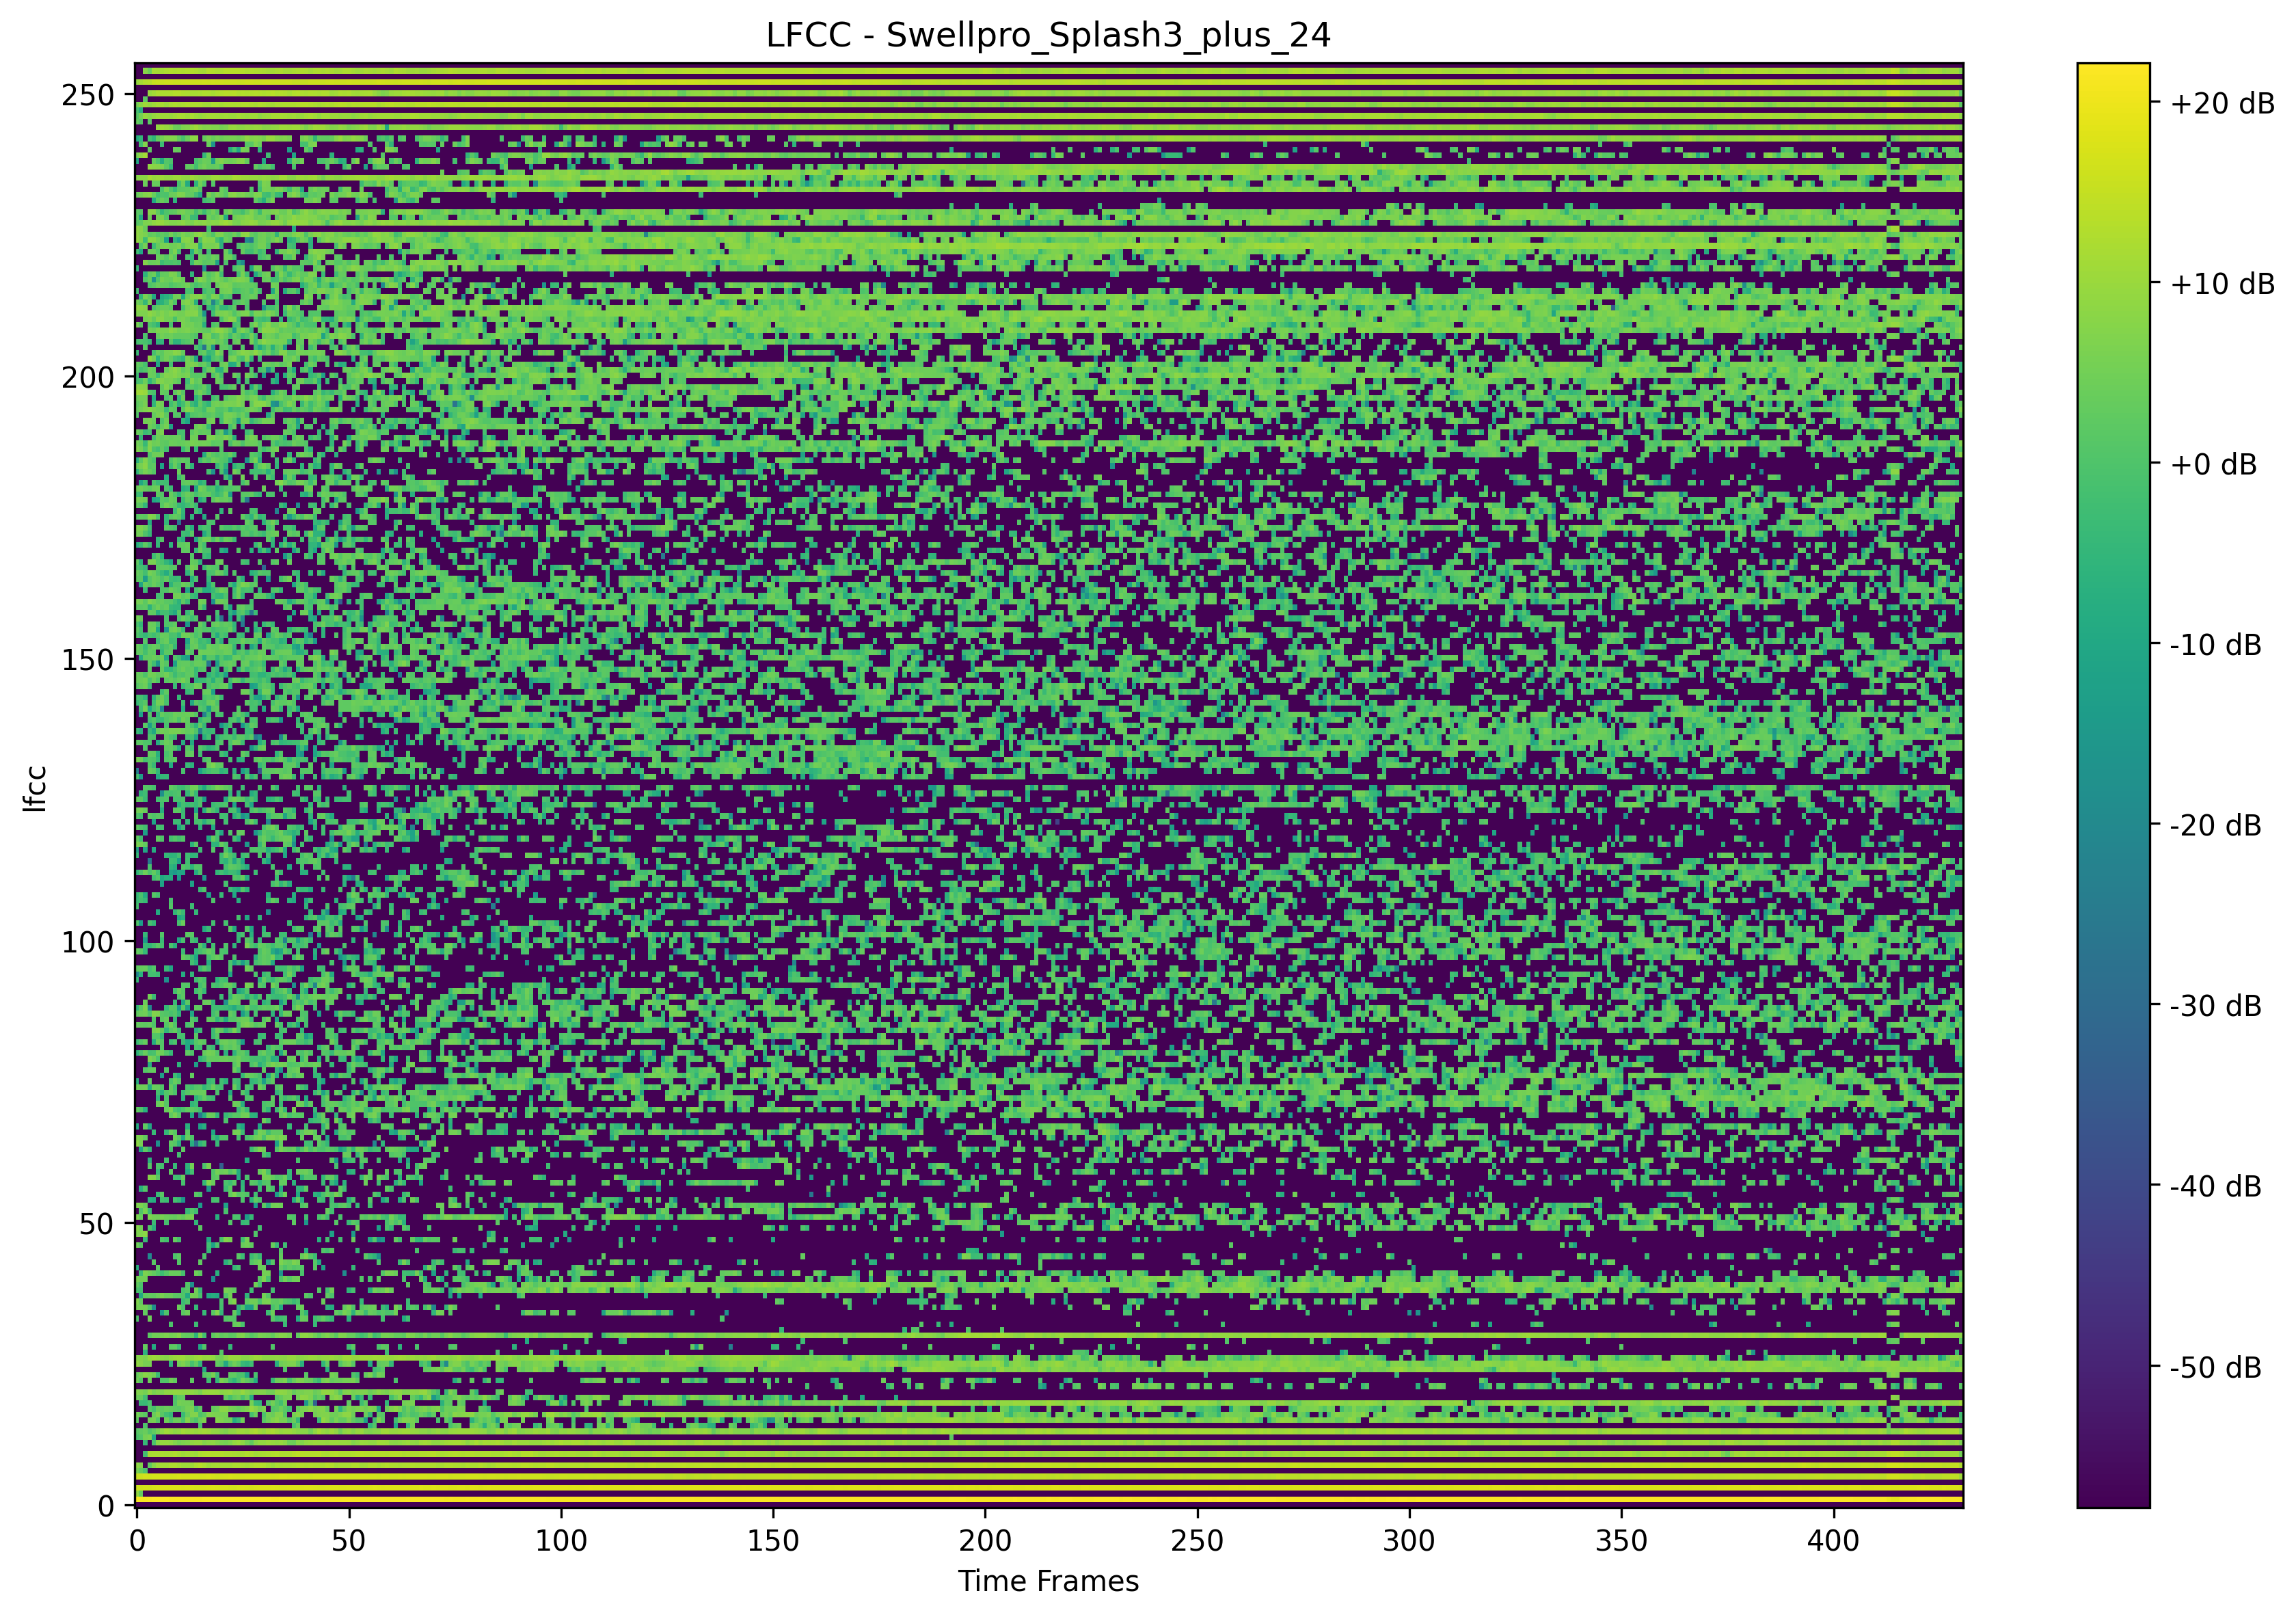 LFCC - Swellpro_Splash3_plus_24
250
200
150
100
50
0
lfcc
0 50 100 150 200 250 300 350 400
Time Frames
+20 dB
+10 dB
+0 dB
-10 dB
-20 dB
-30 dB
-40 dB
-50 dB